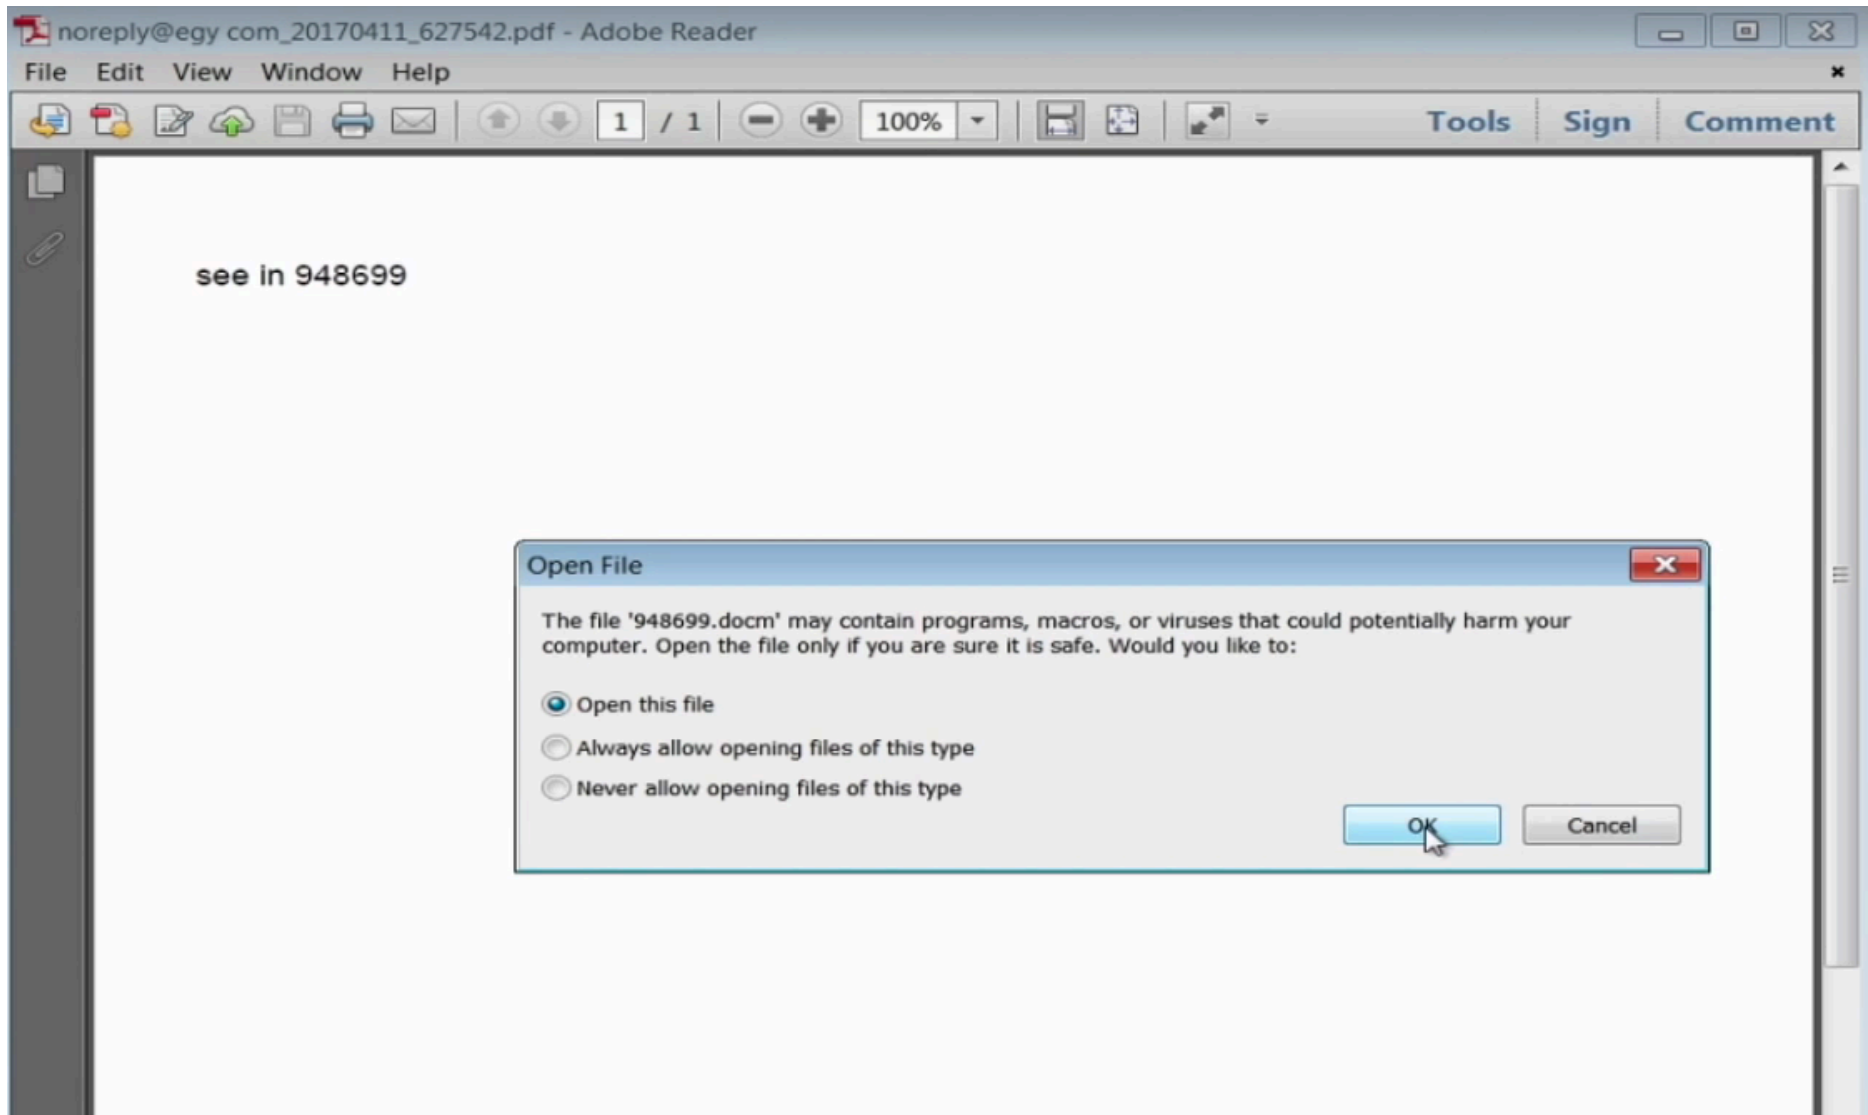 noreply@egy com_20170411_627542.pdf - Adobe Reader
File Edit View Window Help
1 / 1 100% Tools Sign Comment
see in 948699
Open File
The file '948699.docm' may contain programs, macros, or viruses that could potentially harm your
computer. Open the file only if you are sure it is safe. Would you like to:
Open this file
Always allow opening files of this type
Never allow opening files of this type
OK Cancel